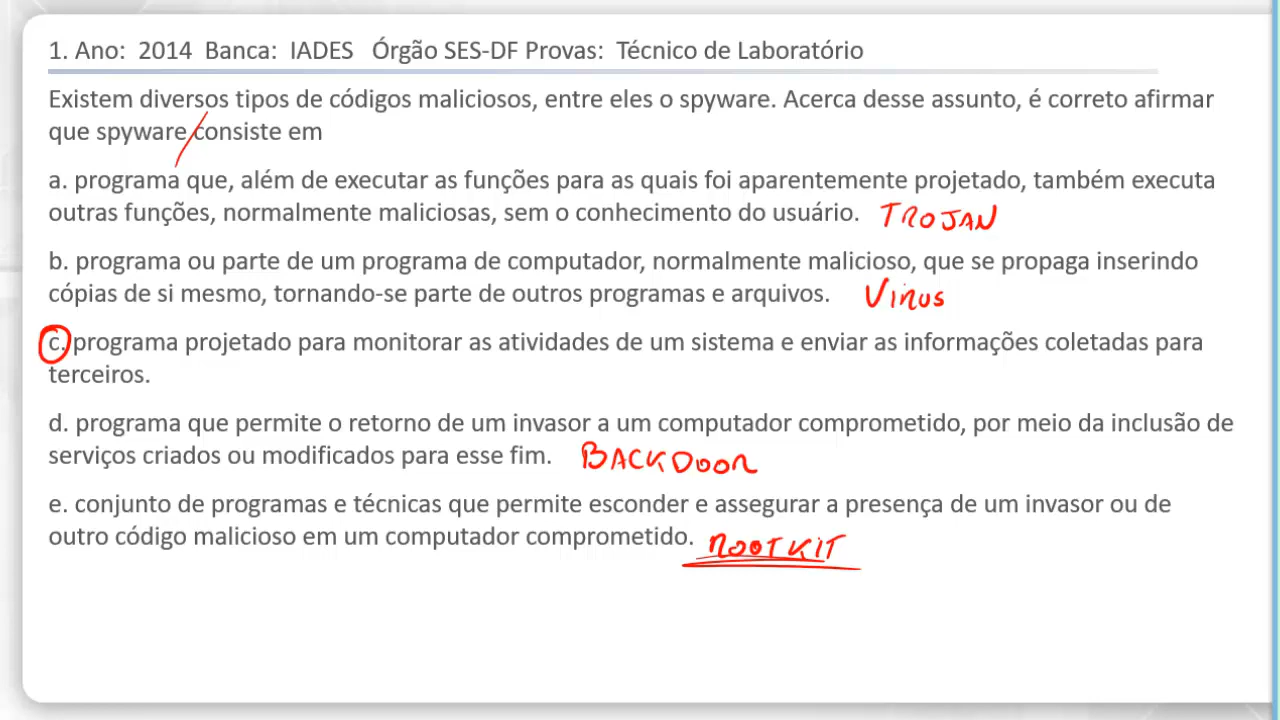 1. Ano: 2014 Banca: IADES Órgão SES-DF Provas: Técnico de Laboratório
Existem diversos tipos de códigos maliciosos, entre eles o spyware. Acerca desse assunto, é correto afirmar
que spyware consiste em
a. programa que, além de executar as funções para as quais foi aparentemente projetado, também executa
outras funções, normalmente maliciosas, sem o conhecimento do usuário. TROJAN
b. programa ou parte de um programa de computador, normalmente malicioso, que se propaga inserindo
cópias de si mesmo, tornando-se parte de outros programas e arquivos. VíRUS
c. programa projetado para monitorar as atividades de um sistema e enviar as informações coletadas para
terceiros.
d. programa que permite o retorno de um invasor a um computador comprometido, por meio da inclusão de
serviços criados ou modificados para esse fim. BACKDOOR
e. conjunto de programas e técnicas que permite esconder e assegurar a presença de um invasor ou de
outro código malicioso em um computador comprometido. ROOTKIT